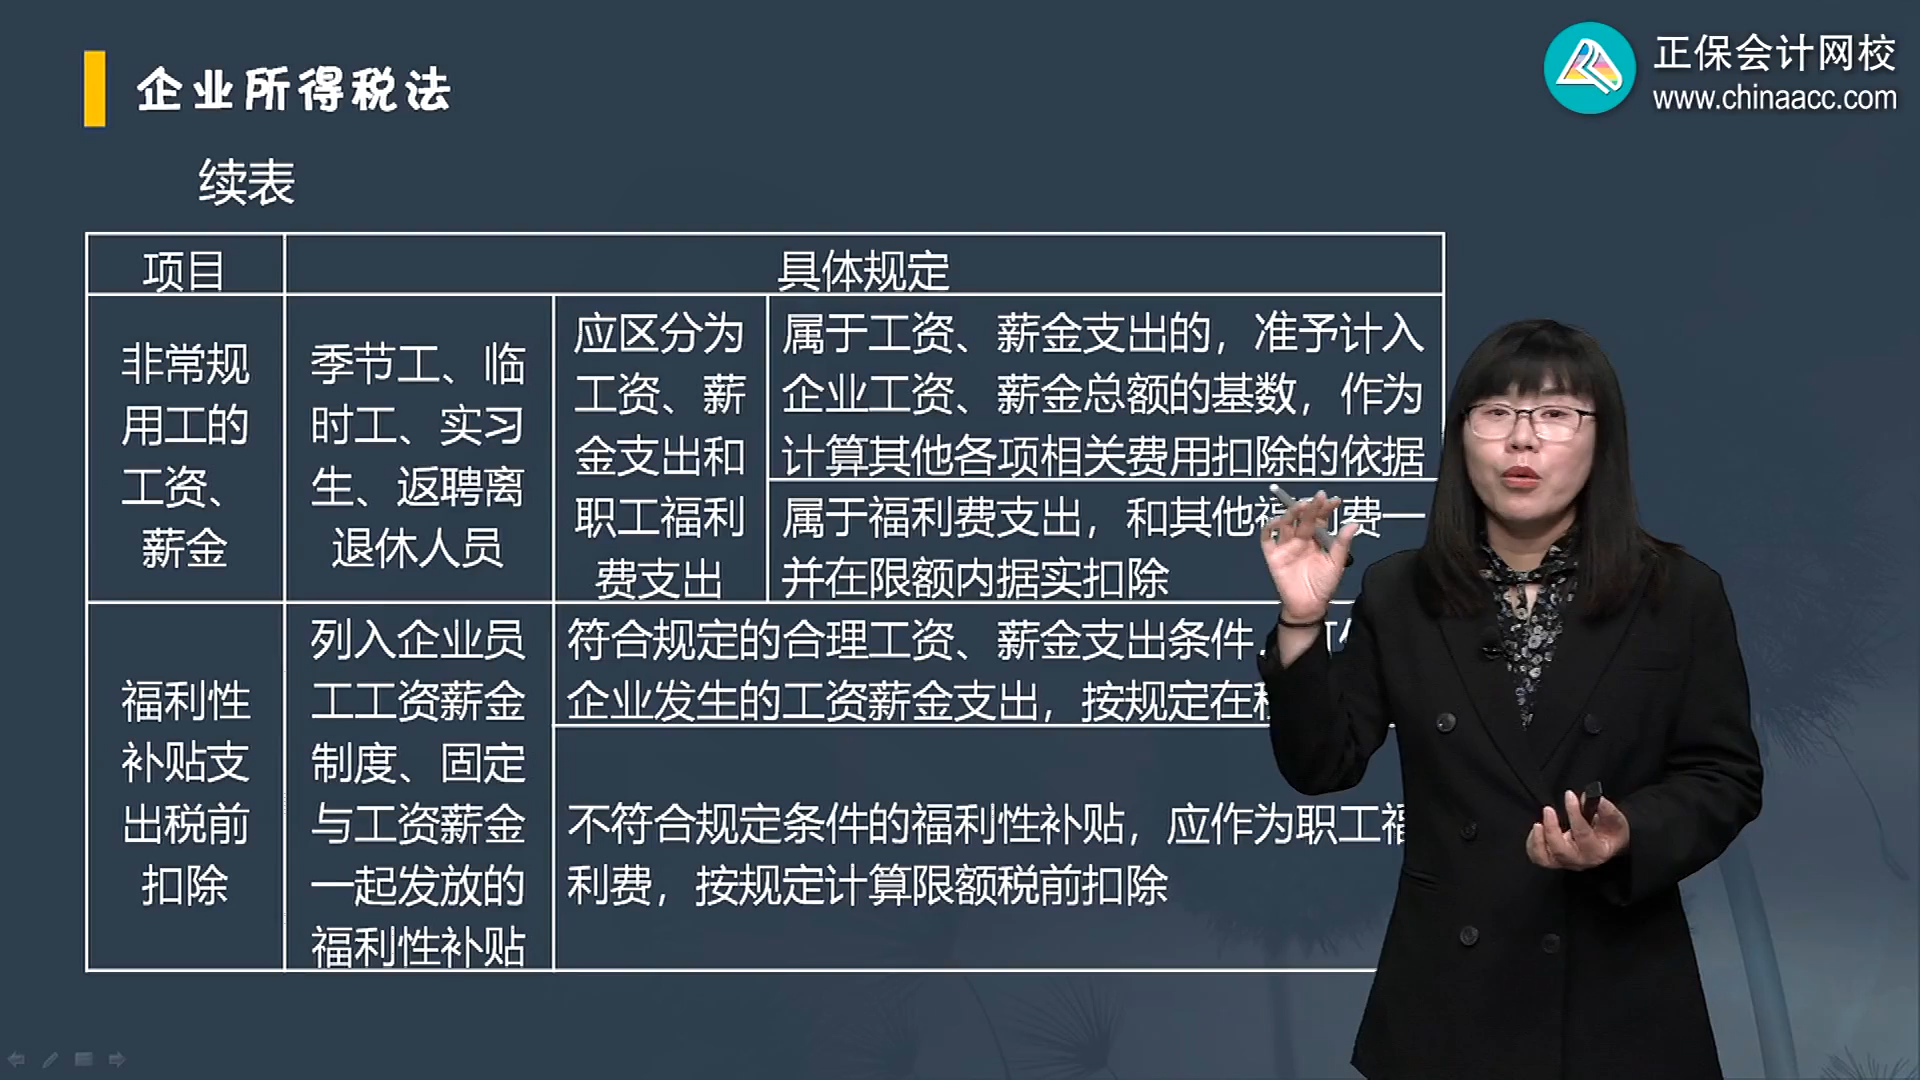 正保会计网校
www.chinaacc.com
企业所得税法
续表
项目
具体规定
非常规
用工的
工资、
薪金
季节工、临
时工、实习
生、返聘离
退休人员
应区分为
工资、薪
金支出和
职工福利
费支出
属于工资、薪金支出的，准予计入
企业工资、薪金总额的基数，作为
计算其他各项相关费用扣除的依据
属于福利费支出，和其他福利费一
并在限额内据实扣除
福利性
补贴支
出税前
扣除
列入企业员
工工资薪金
制度、固定
与工资薪金
一起发放的
福利性补贴
符合规定的合理工资、薪金支出条件，
企业发生的工资薪金支出，按规定在
不符合规定条件的福利性补贴，应作为职工福
利费，按规定计算限额税前扣除